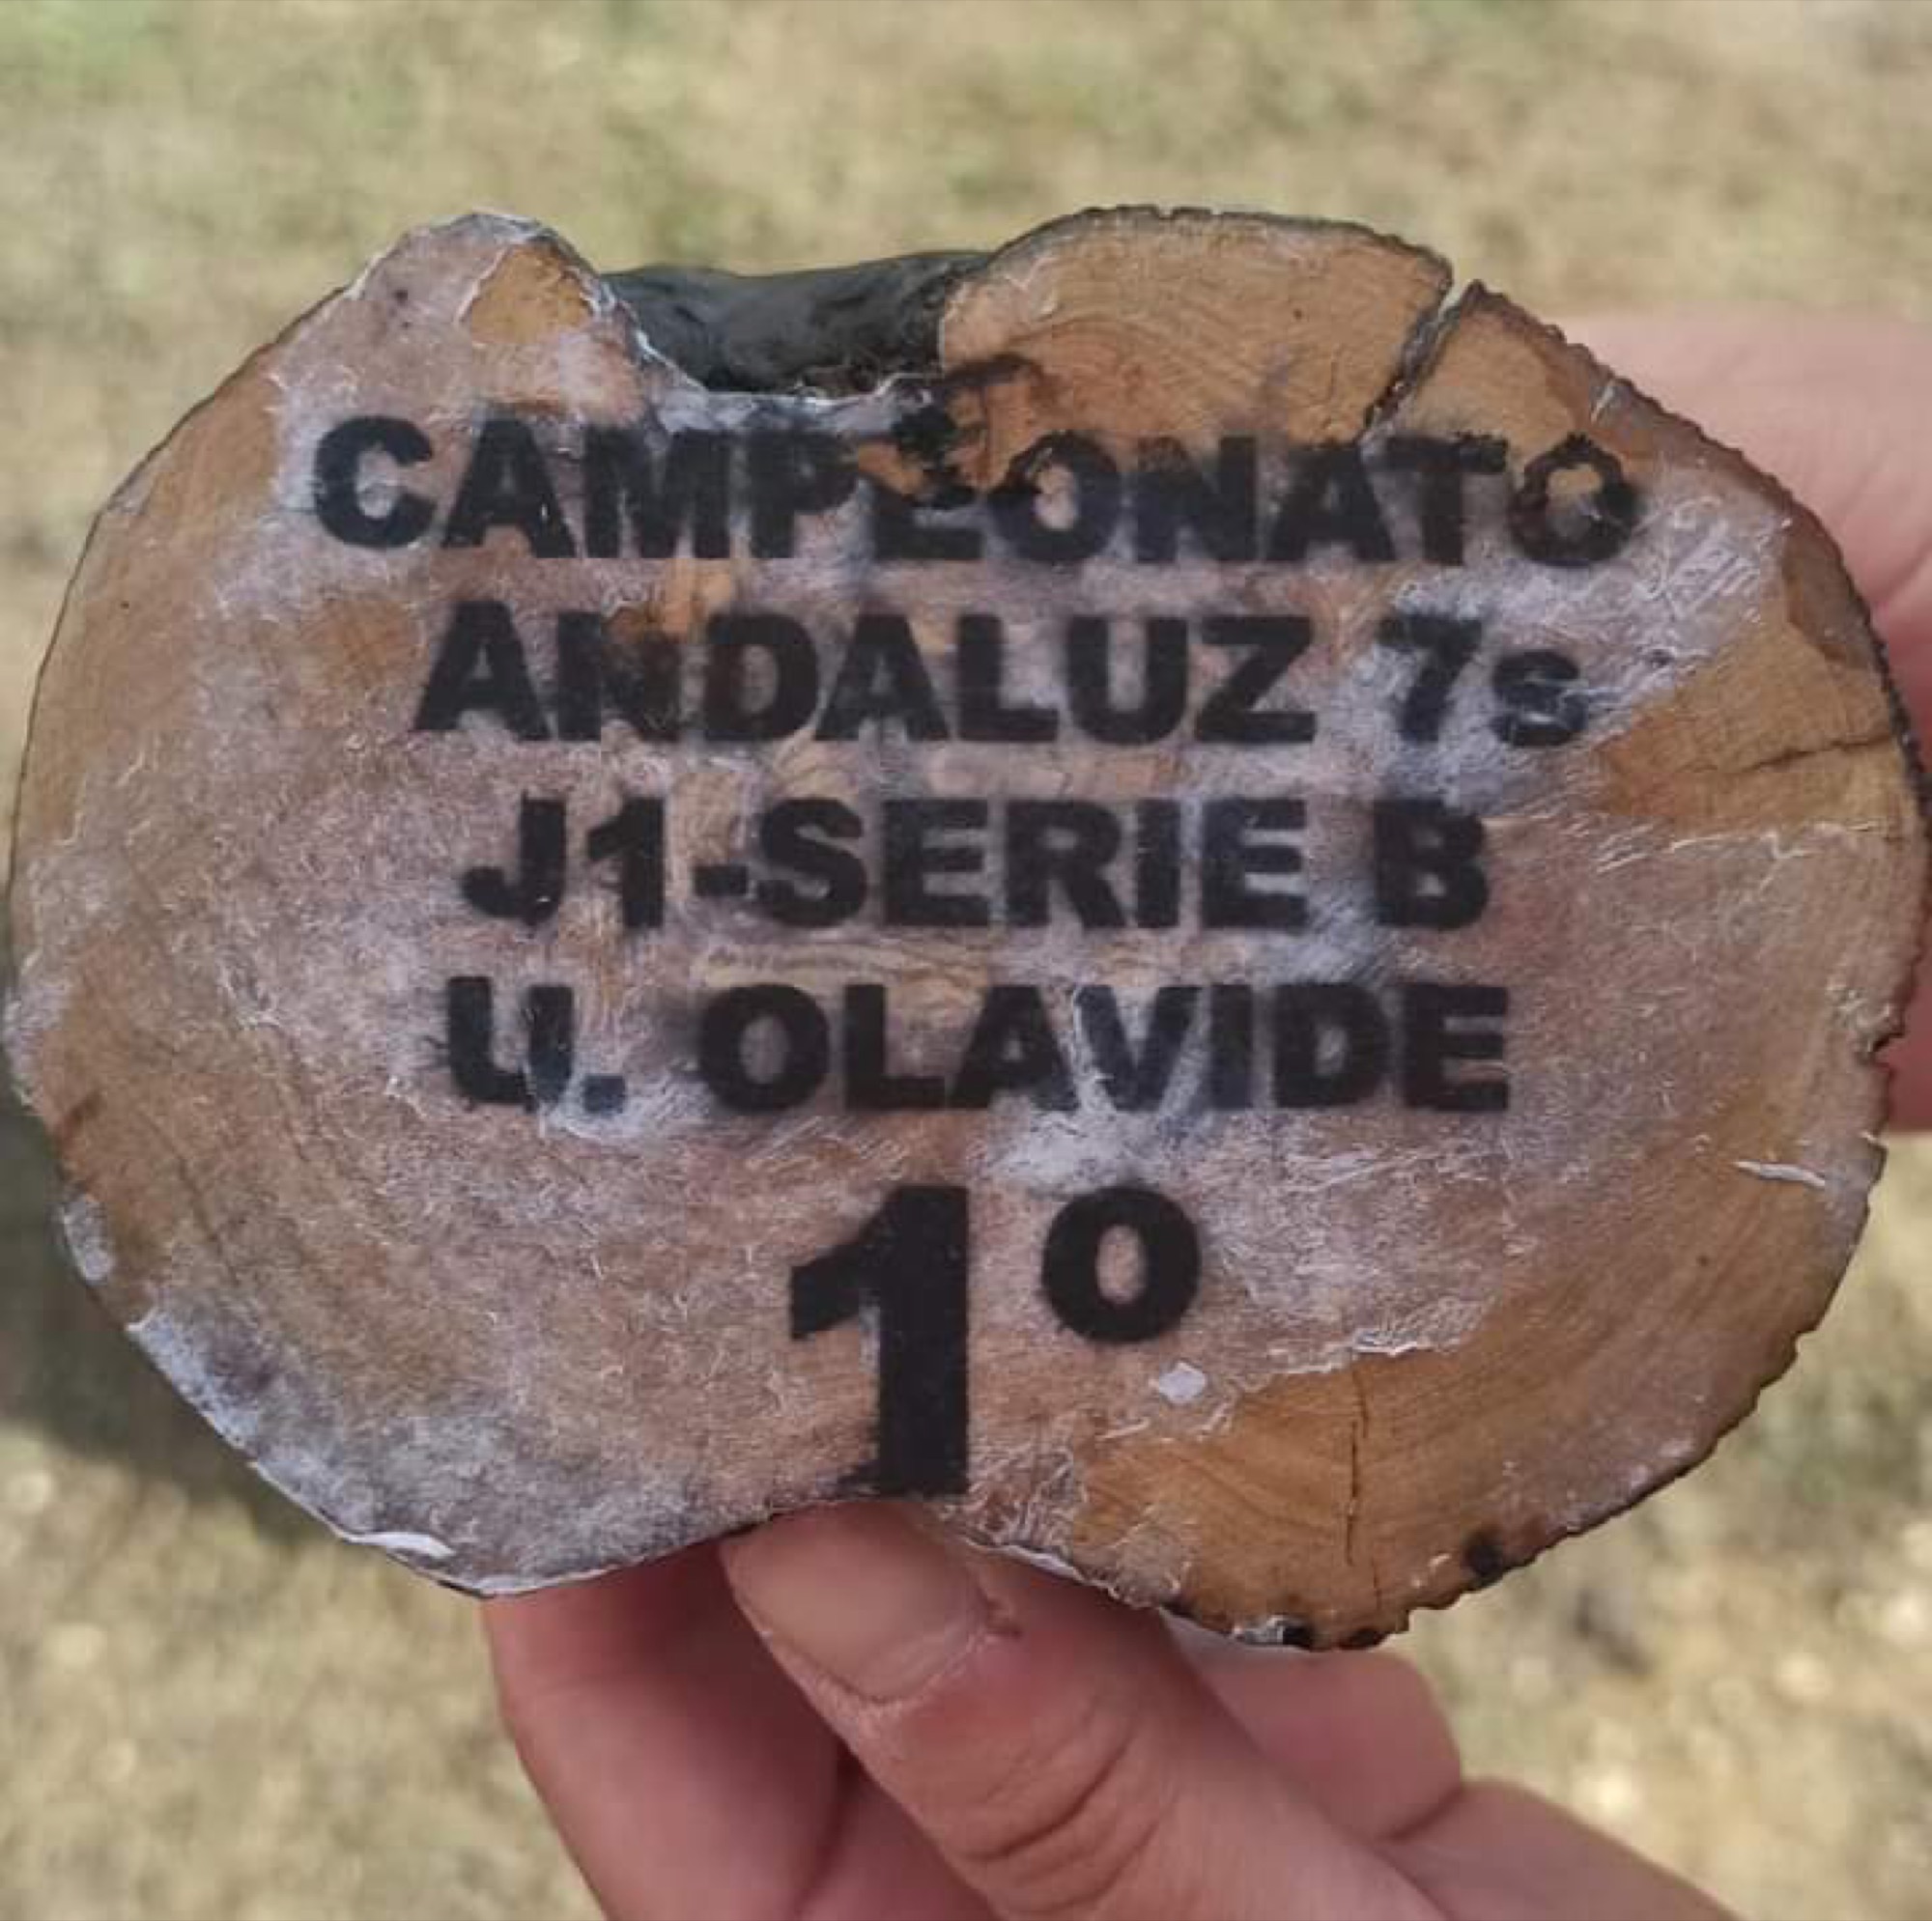 CAMPEONATO
ANDALUZ 7s
J1-SERIE B
U. OLAVIDE
1º